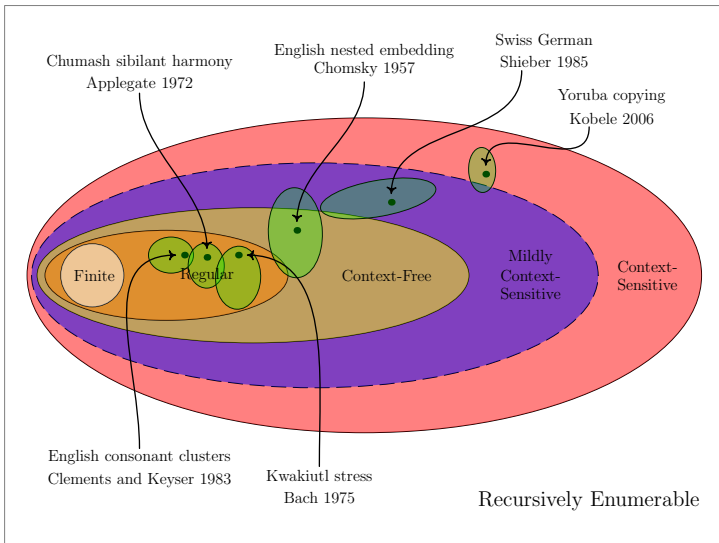 English nested embedding
Chomsky 1957
Swiss German
Shieber 1985
Chumash sibilant harmony
Applegate 1972
Yoruba copying
Kobele 2006
Finite
Regular
Context-Free
Mildly
Context-
Sensitive
Context-
Sensitive
English consonant clusters
Clements and Keyser 1983
Kwakiutl stress
Bach 1975
Recursively Enumerable